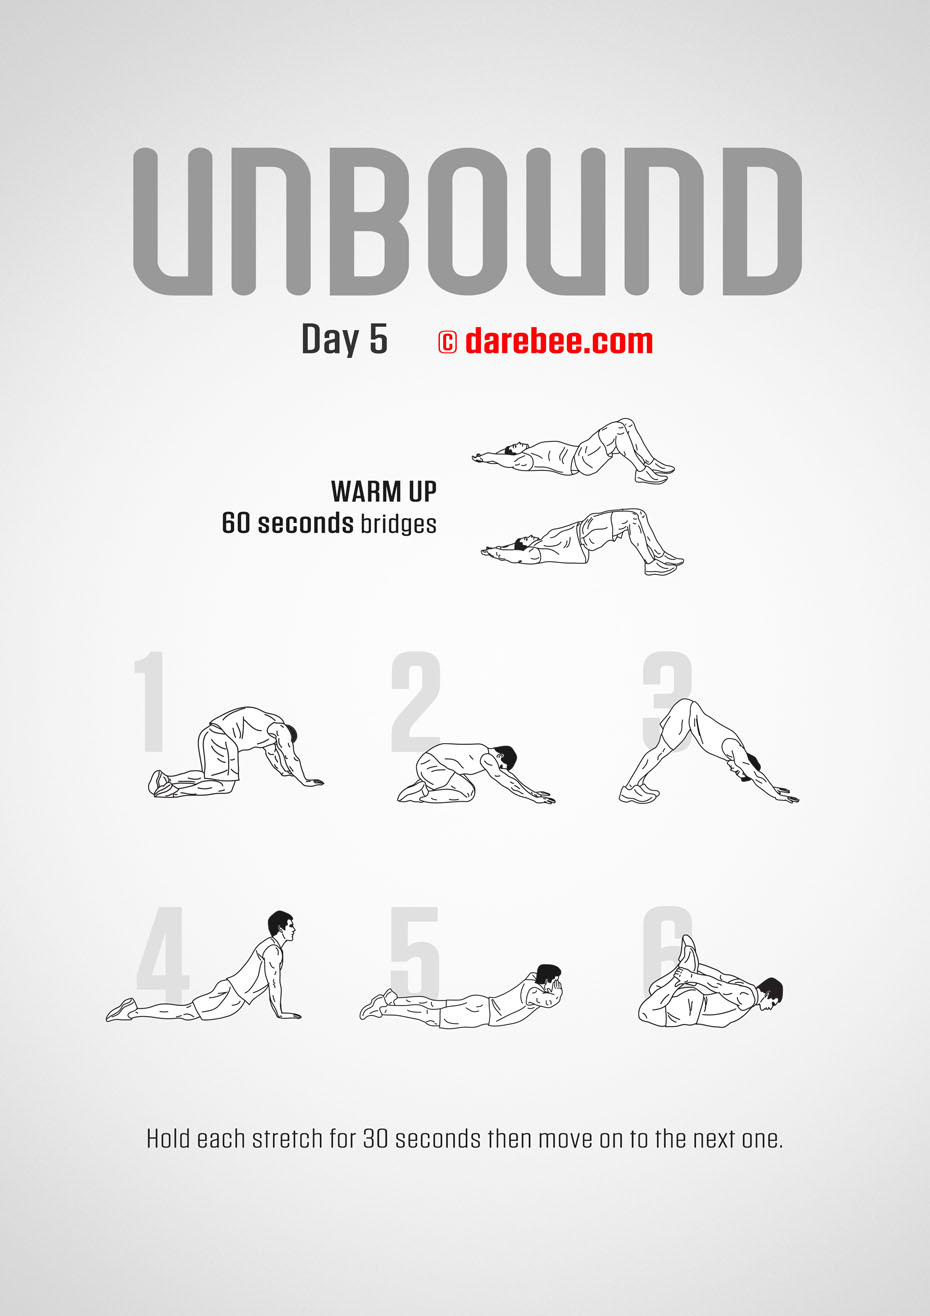 UNBOUND
Day 5 © darebee.com
WARM UP
60 seconds bridges
1 2 3
4 5 6
Hold each stretch for 30 seconds then move on to the next one.